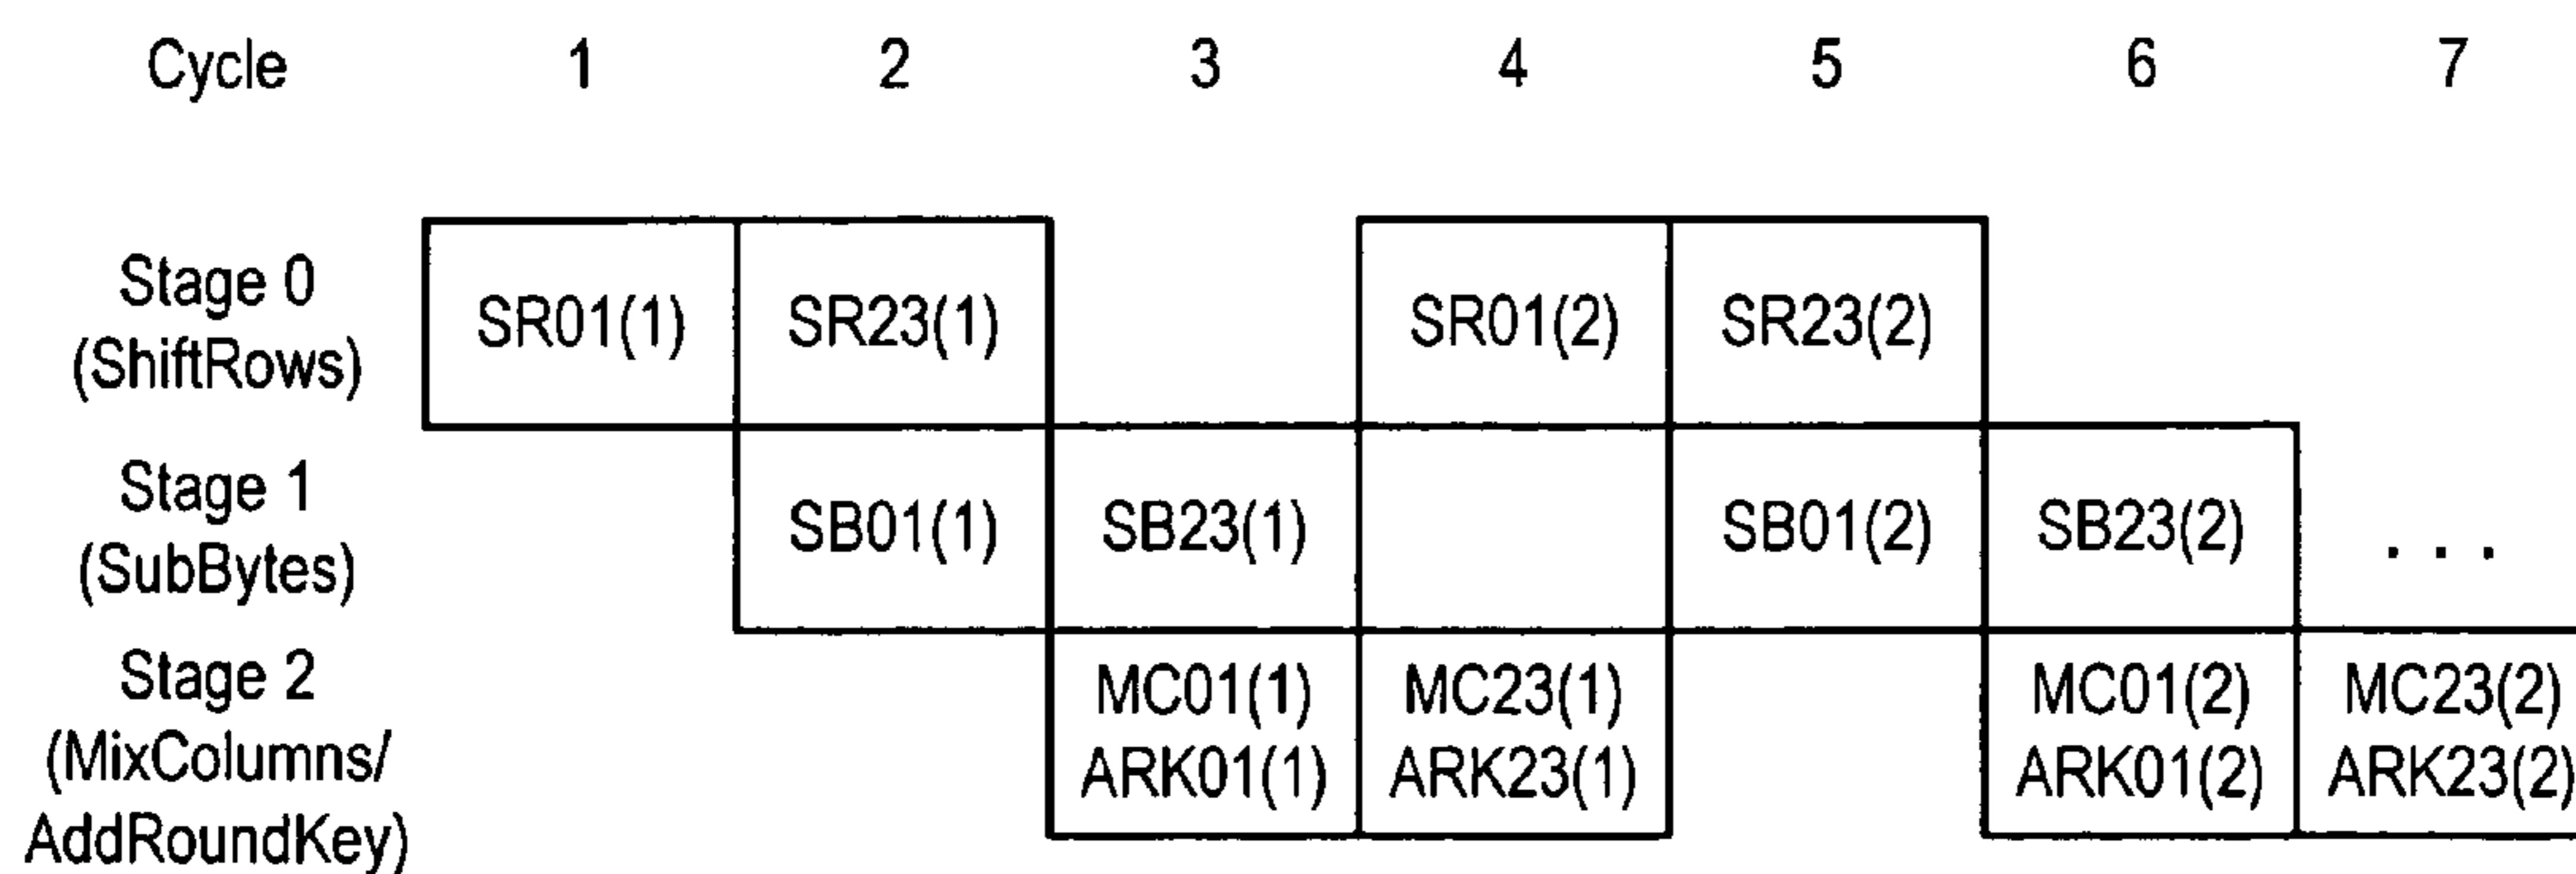 Cycle 1 2 3 4 5 6 7
Stage 0
(ShiftRows)
SR01(1) SR23(1) SR01(2) SR23(2)
Stage 1
(SubBytes)
SB01(1) SB23(1) SB01(2) SB23(2) . . .
Stage 2
(MixColumns/
AddRoundKey)
MC01(1) MC23(1) MC01(2) MC23(2)
ARK01(1) ARK23(1) ARK01(2) ARK23(2)